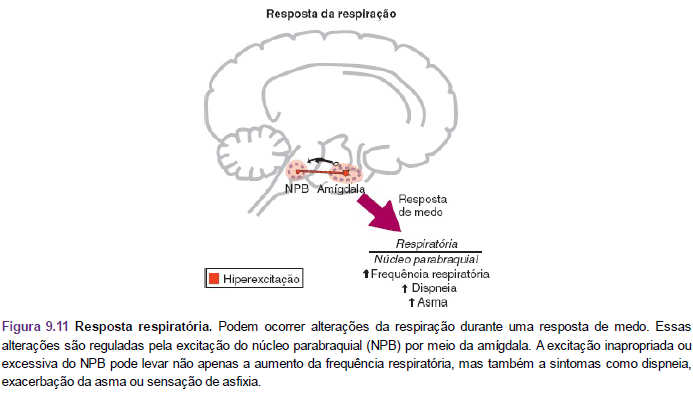 Resposta da respiração
NPB Amígdala
Resposta
de medo
Respiratória
Núcleo parabraquial
⬆Frequência respiratória
⬆ Dispneia
⬆ Asma
Hiperexcitação
Figura 9.11 Resposta respiratória. Podem ocorrer alterações da respiração durante uma resposta de medo. Essas
alterações são reguladas pela excitação do núcleo parabraquial (NPB) por meio da amígdala. A excitação inapropriada ou
excessiva do NPB pode levar não apenas a aumento da frequência respiratória, mas também a sintomas como dispneia,
exacerbação da asma ou sensação de asfixia.